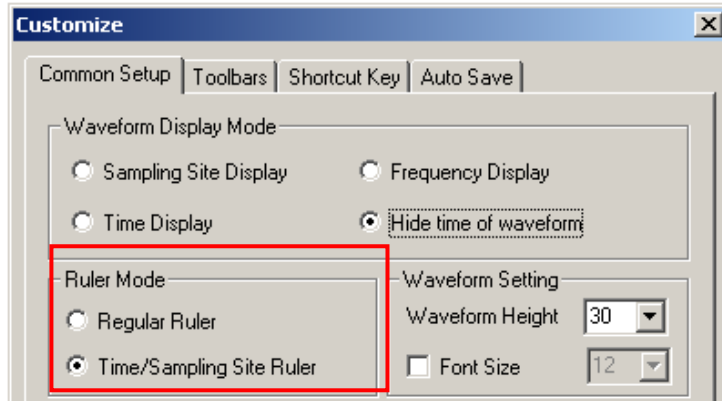 Customize
Common Setup Toolbars Shortcut Key Auto Save
Waveform Display Mode
Sampling Site Display Frequency Display
Time Display Hide time of waveform
Ruler Mode
Regular Ruler
Time/Sampling Site Ruler
Waveform Setting
Waveform Height 30
Font Size 12